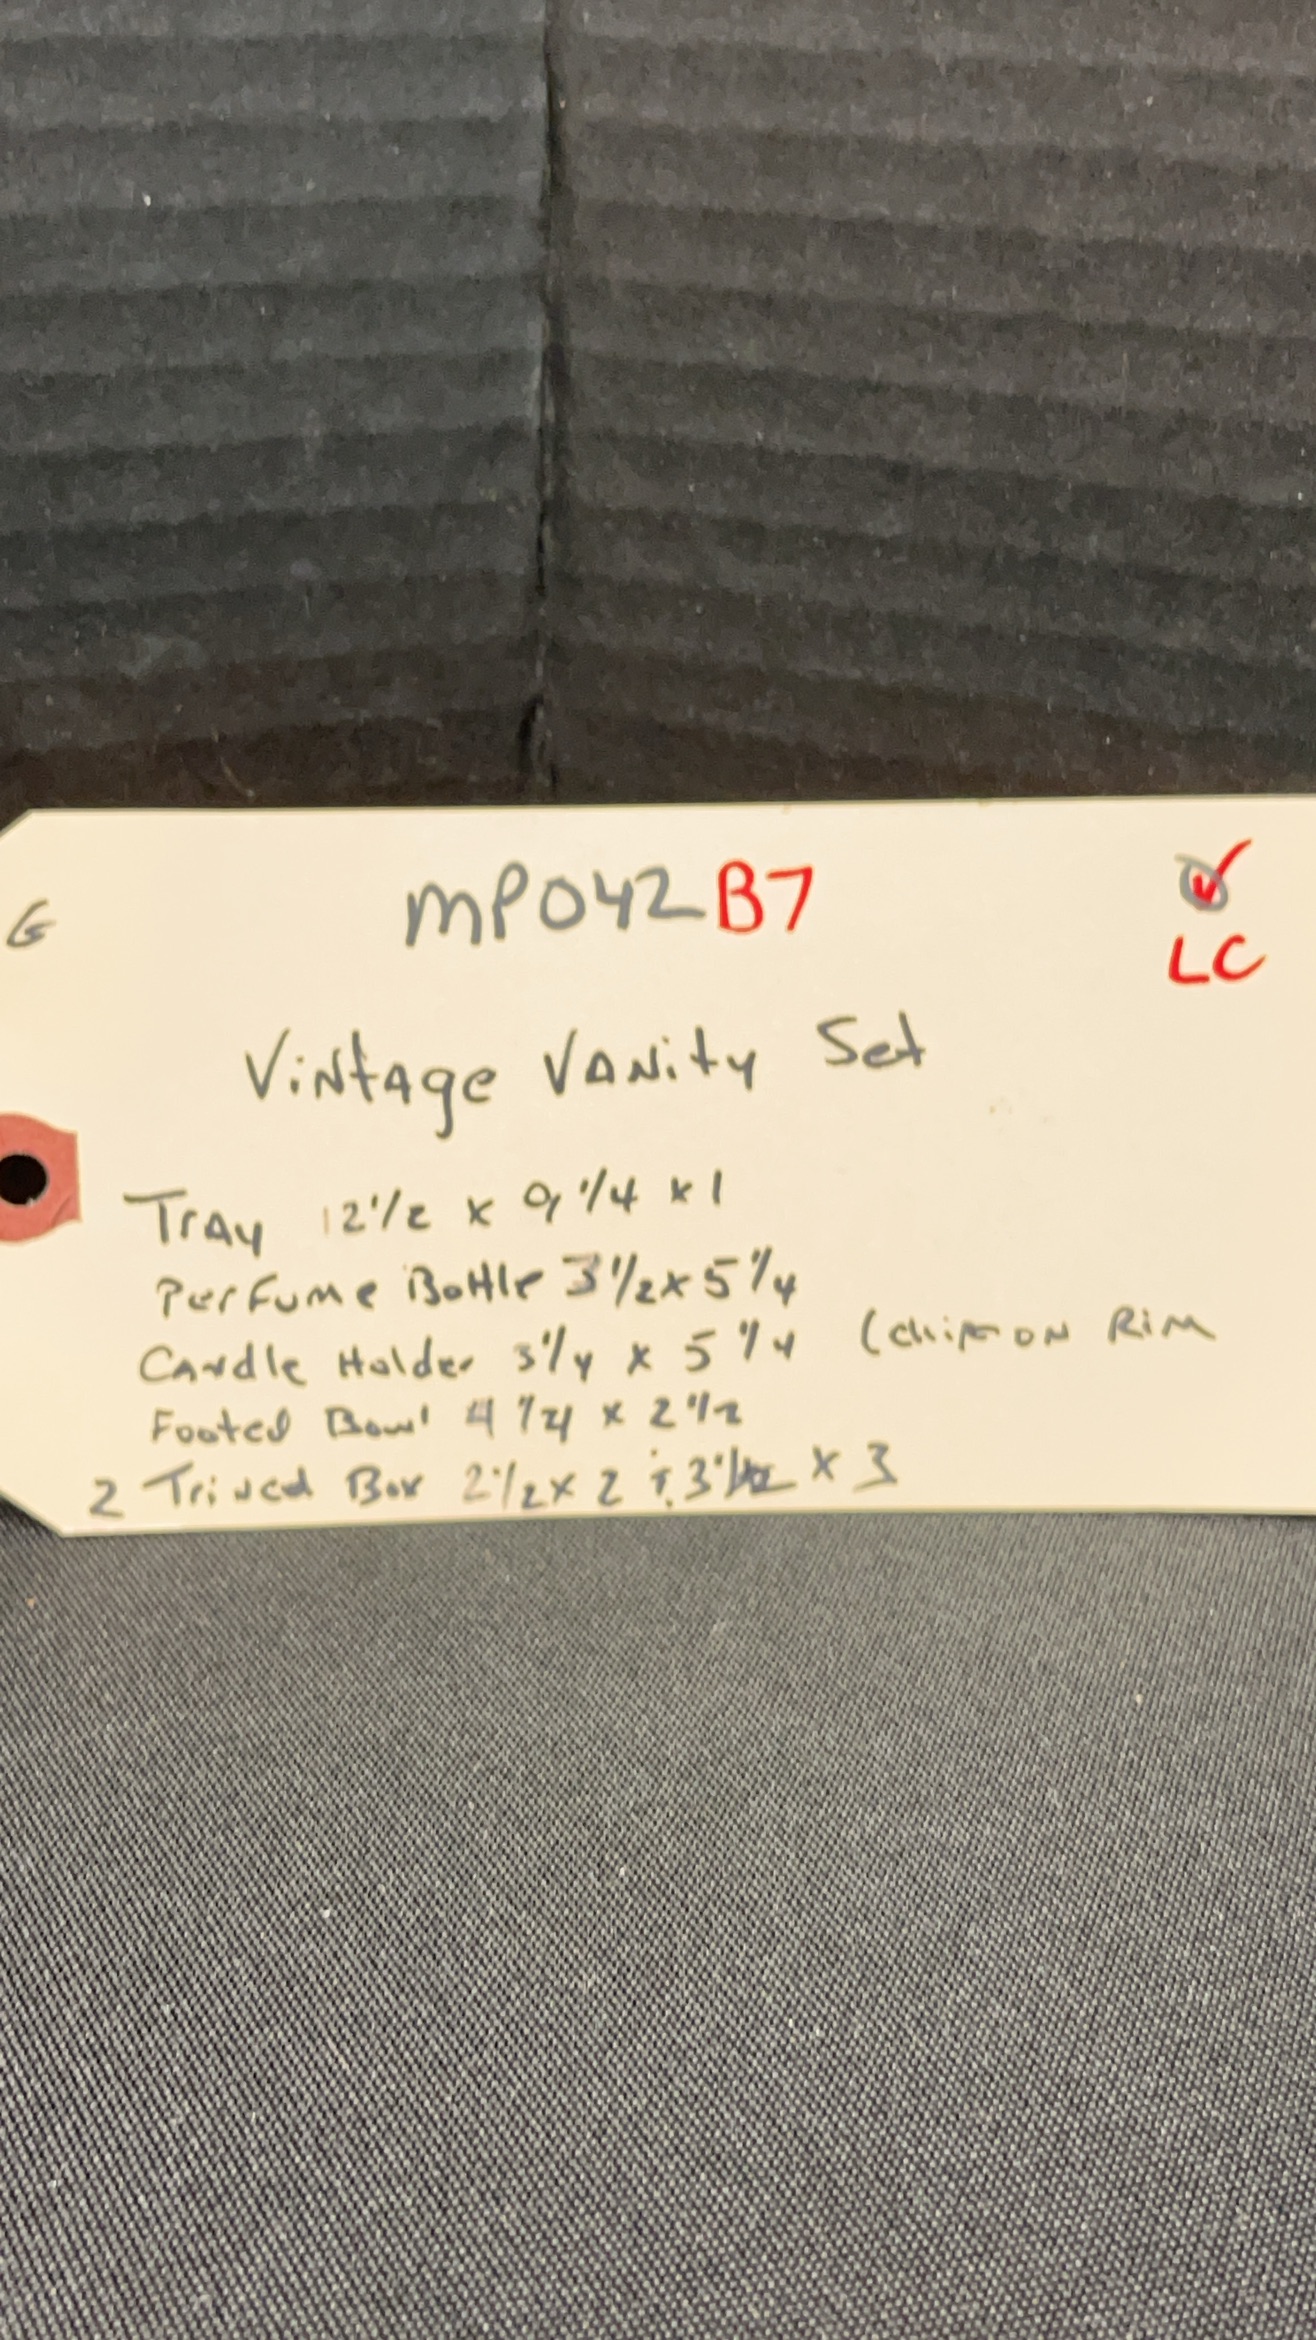 G
MP042B7
LC
Vintage Vanity Set
Tray 12 1/2 x 9 1/4 x 1
Perfume Bottle 3 1/2 x 5 1/4
Candle Holder 3 1/4 x 5 1/4 (chip on Rim
Footed Bowl 4 1/4 x 2 1/2
2 Box 2 1/2 x 2 3 1/2 x 3